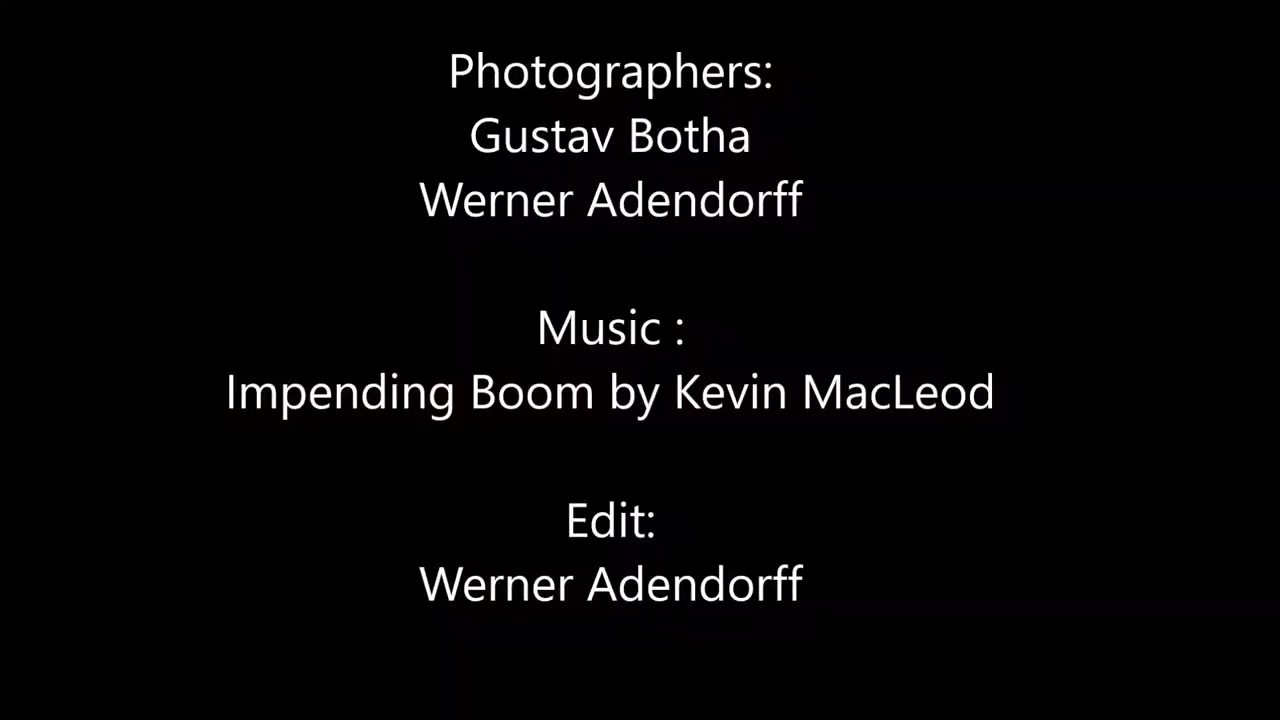 Photographers:
Gustav Botha
Werner Adendorff
Music :
Impending Boom by Kevin MacLeod
Edit:
Werner Adendorff